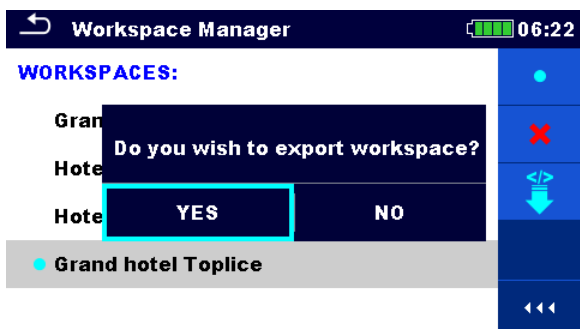 Workspace Manager 06:22
WORKSPACES:
Gran
Do you wish to export workspace?
Hote
Hote YES NO
Grand hotel Toplice
</>